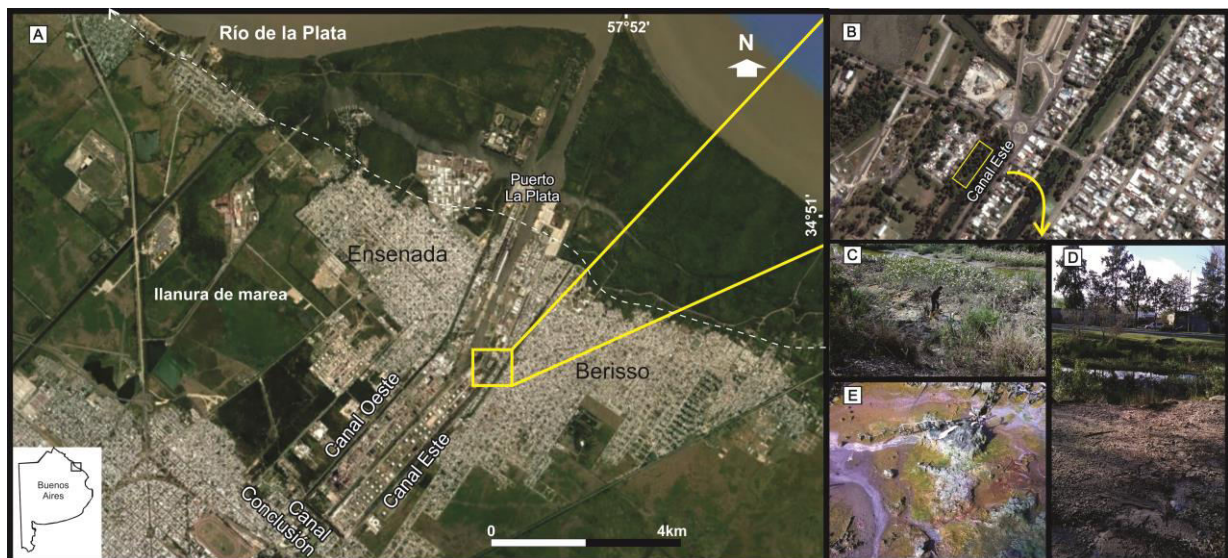 A
Río de la Plata
57°52'
N
Puerto
La Plata
34°51'
Ensenada
llanura de marea
Berisso
Canal Oeste
Canal Este
Canal
Conclusión
Buenos
Aires
0 4km
B
Canal Este
C
D
E